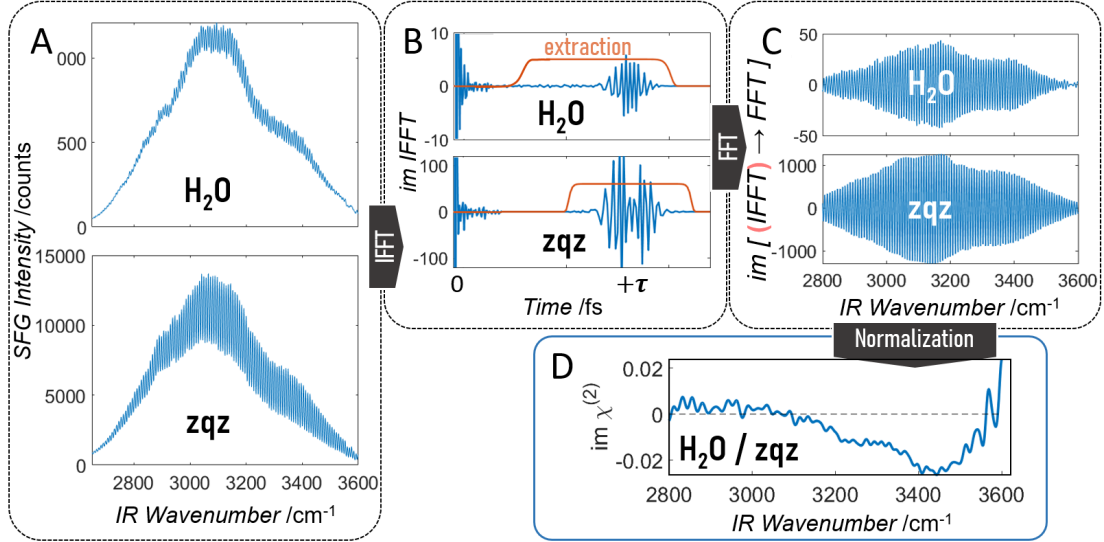 A
SFG Intensity /counts
000
500
0
H₂O
15000
10000
5000
0
zqz
2800 3000 3200 3400 3600
IR Wavenumber /cm⁻¹
IFFT
B
im IFFT
10
0
-10
extraction
H₂O
100
0
-100
zqz
0 +τ
Time /fs
FFT
C
im [ (IFFT) → FFT ]
50
0
-50
H₂O
1000
0
-1000
zqz
2800 3000 3200 3400 3600
IR Wavenumber /cm⁻¹
Normalization
D
im χ⁽²⁾
0.02
0
-0.02
H₂O / zqz
2800 3000 3200 3400 3600
IR Wavenumber /cm⁻¹